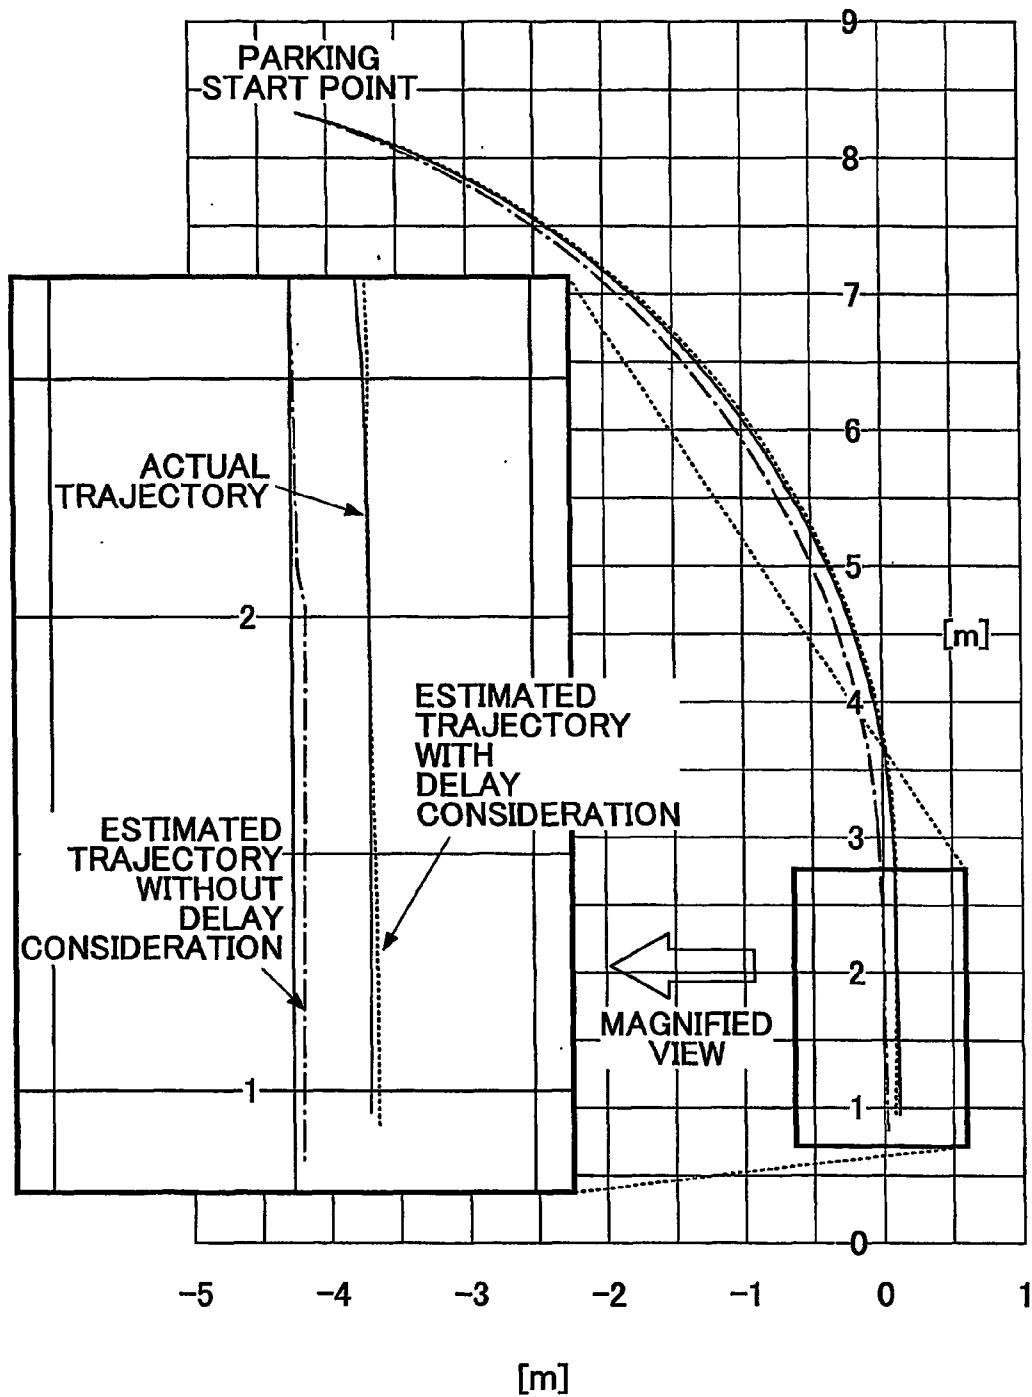 9
PARKING
START POINT
8
7
6
ACTUAL
TRAJECTORY
5
2
[m]
ESTIMATED
TRAJECTORY
WITH
DELAY
CONSIDERATION
4
ESTIMATED
TRAJECTORY
WITHOUT
DELAY
CONSIDERATION
3
2
MAGNIFIED
VIEW
1
1
0
-5 -4 -3 -2 -1 0 1
[m]